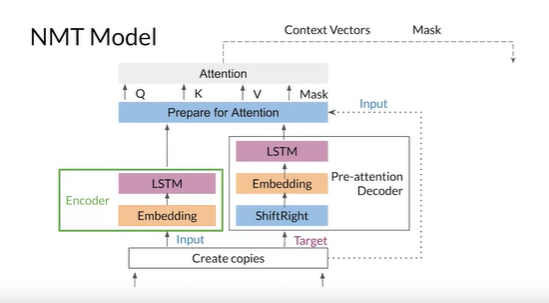 NMT Model
Context Vectors
Mask
Attention
Q
K
V
Mask
Prepare for Attention
Input
LSTM
Pre-attention
Decoder
Encoder
LSTM
Embedding
Embedding
ShiftRight
Input
Target
Create copies